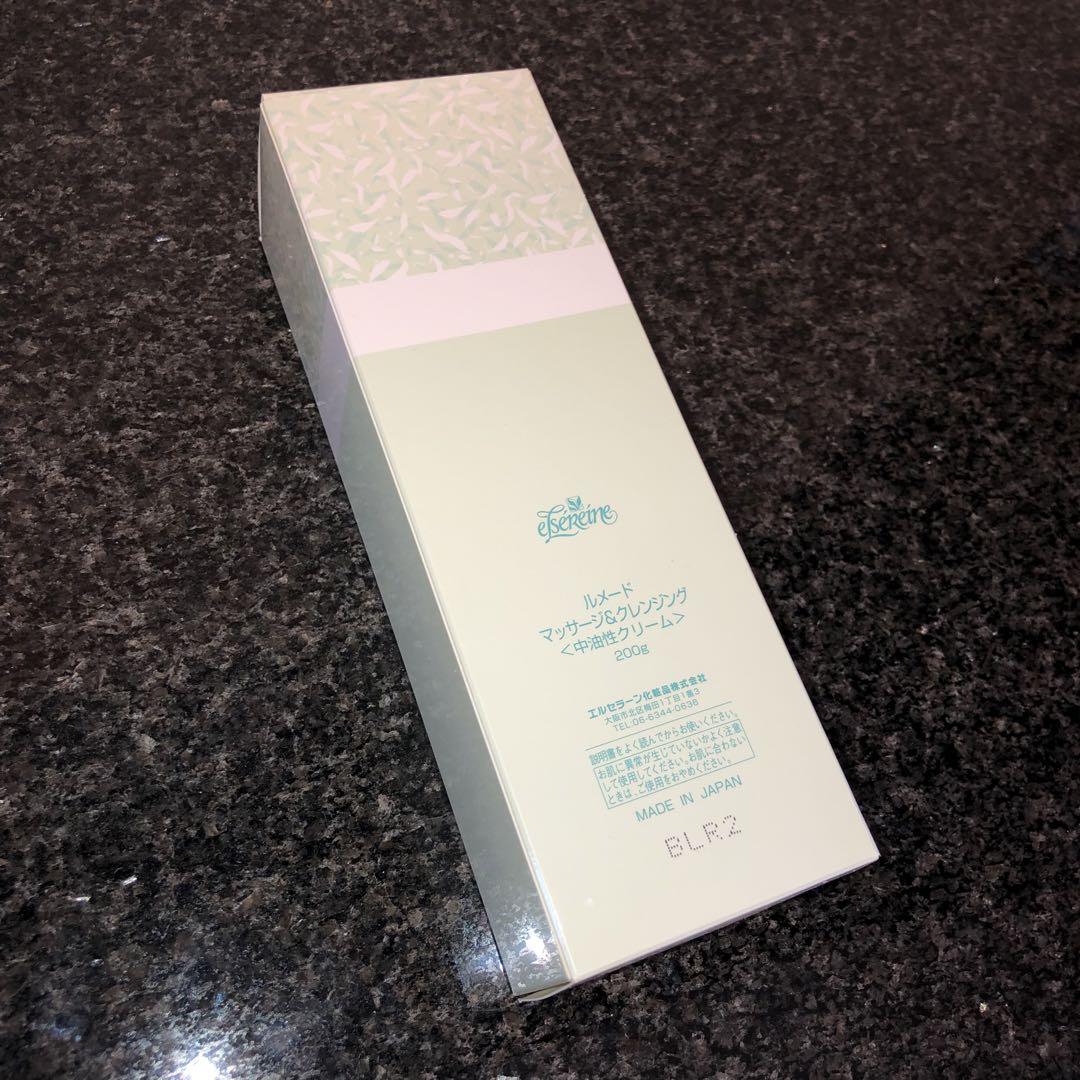 elsereine
ルメード
マッサージ&クレンジング
<中油性クリーム>
200g
エルセラーン化粧品株式会社
大阪市北区梅田1丁目1番3
TEL:06-6344-0636
説明書をよく読んでからお使いください。
お肌に異常が生じていないかよく注意
して使用してください。お肌に合わない
ときは、ご使用をおやめください。
MADE IN JAPAN
BLR2